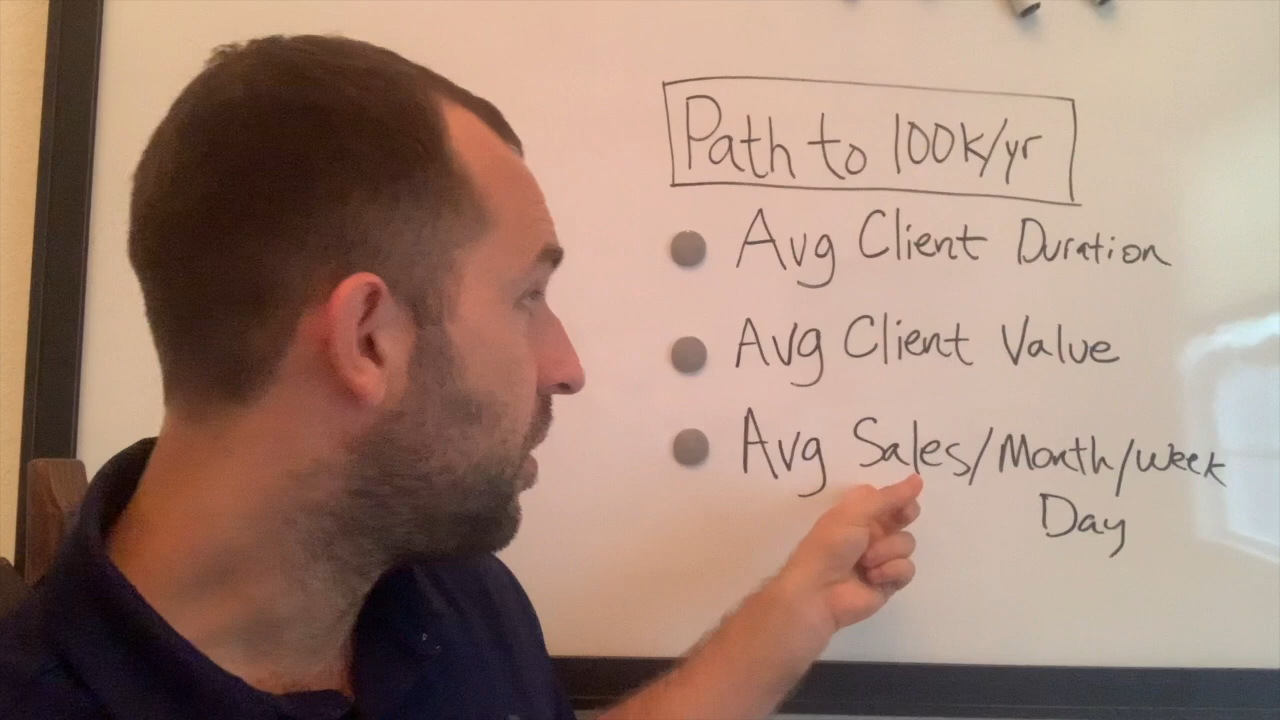 Path to 100k/yr
Avg Client Duration
Avg Client Value
Avg Sales/Month/Week
Day